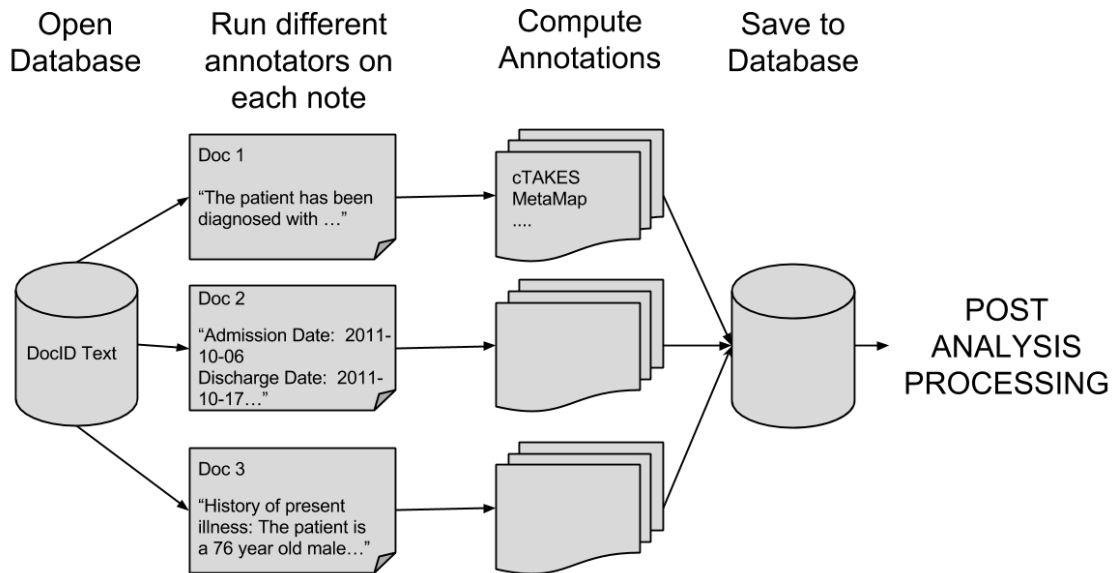 Open
Database
Run different
annotators on
each note
Compute
Annotations
Save to
Database
Doc 1
“The patient has been
diagnosed with …”
cTAKES
MetaMap
....
DocID Text
Doc 2
“Admission Date:  2011-
10-06
Discharge Date:  2011-
10-17…”
POST
ANALYSIS
PROCESSING
Doc 3
“History of present
illness: The patient is
a 76 year old male…”